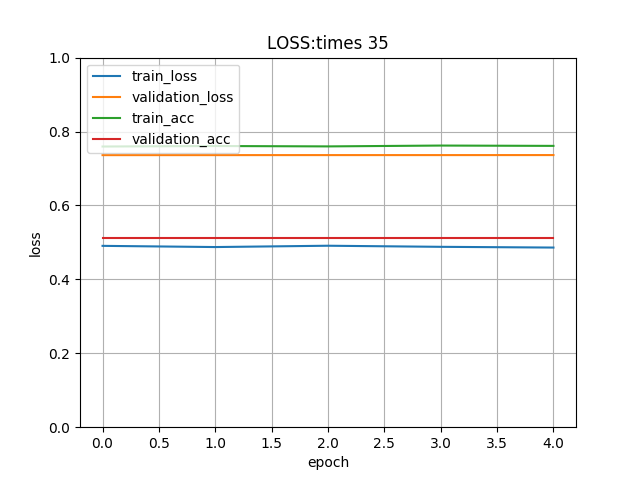 LOSS:times 35
train_loss
validation_loss
train_acc
validation_acc
1.0
0.8
0.6
0.4
0.2
0.0
loss
0.0 0.5 1.0 1.5 2.0 2.5 3.0 3.5 4.0
epoch